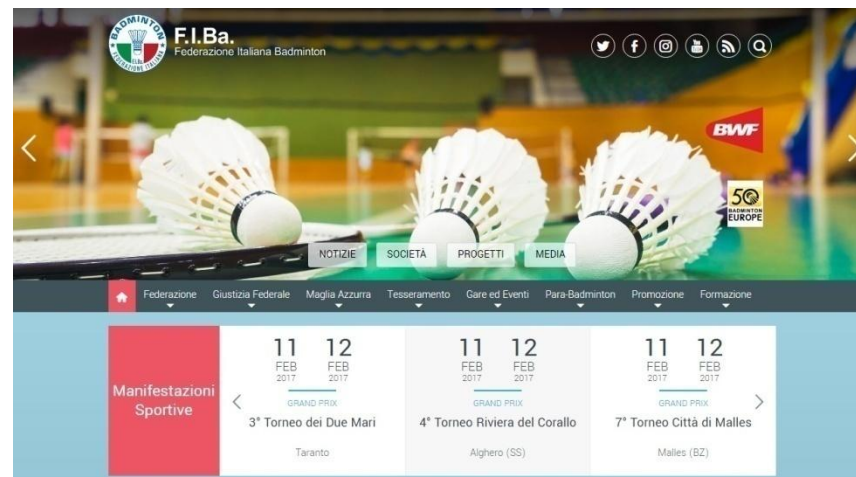 BADMINTON
FEDERAZIONE ITALIANA
F.I.Ba.
F.I.Ba.
Federazione Italiana Badminton
You
BWF
50
BADMINTON
EUROPE
NOTIZIE SOCIETÀ PROGETTI MEDIA
Federazione Giustizia Federale Maglia Azzurra Tesseramento Gare ed Eventi Para-Badminton Promozione Formazione
Manifestazioni
Sportive
11 12
FEB FEB
2017 2017
GRAND PRIX
3° Torneo dei Due Mari
Taranto
11 12
FEB FEB
2017 2017
GRAND PRIX
4° Torneo Riviera del Corallo
Alghero (SS)
11 12
FEB FEB
2017 2017
GRAND PRIX
7° Torneo Città di Malles
Malles (BZ)